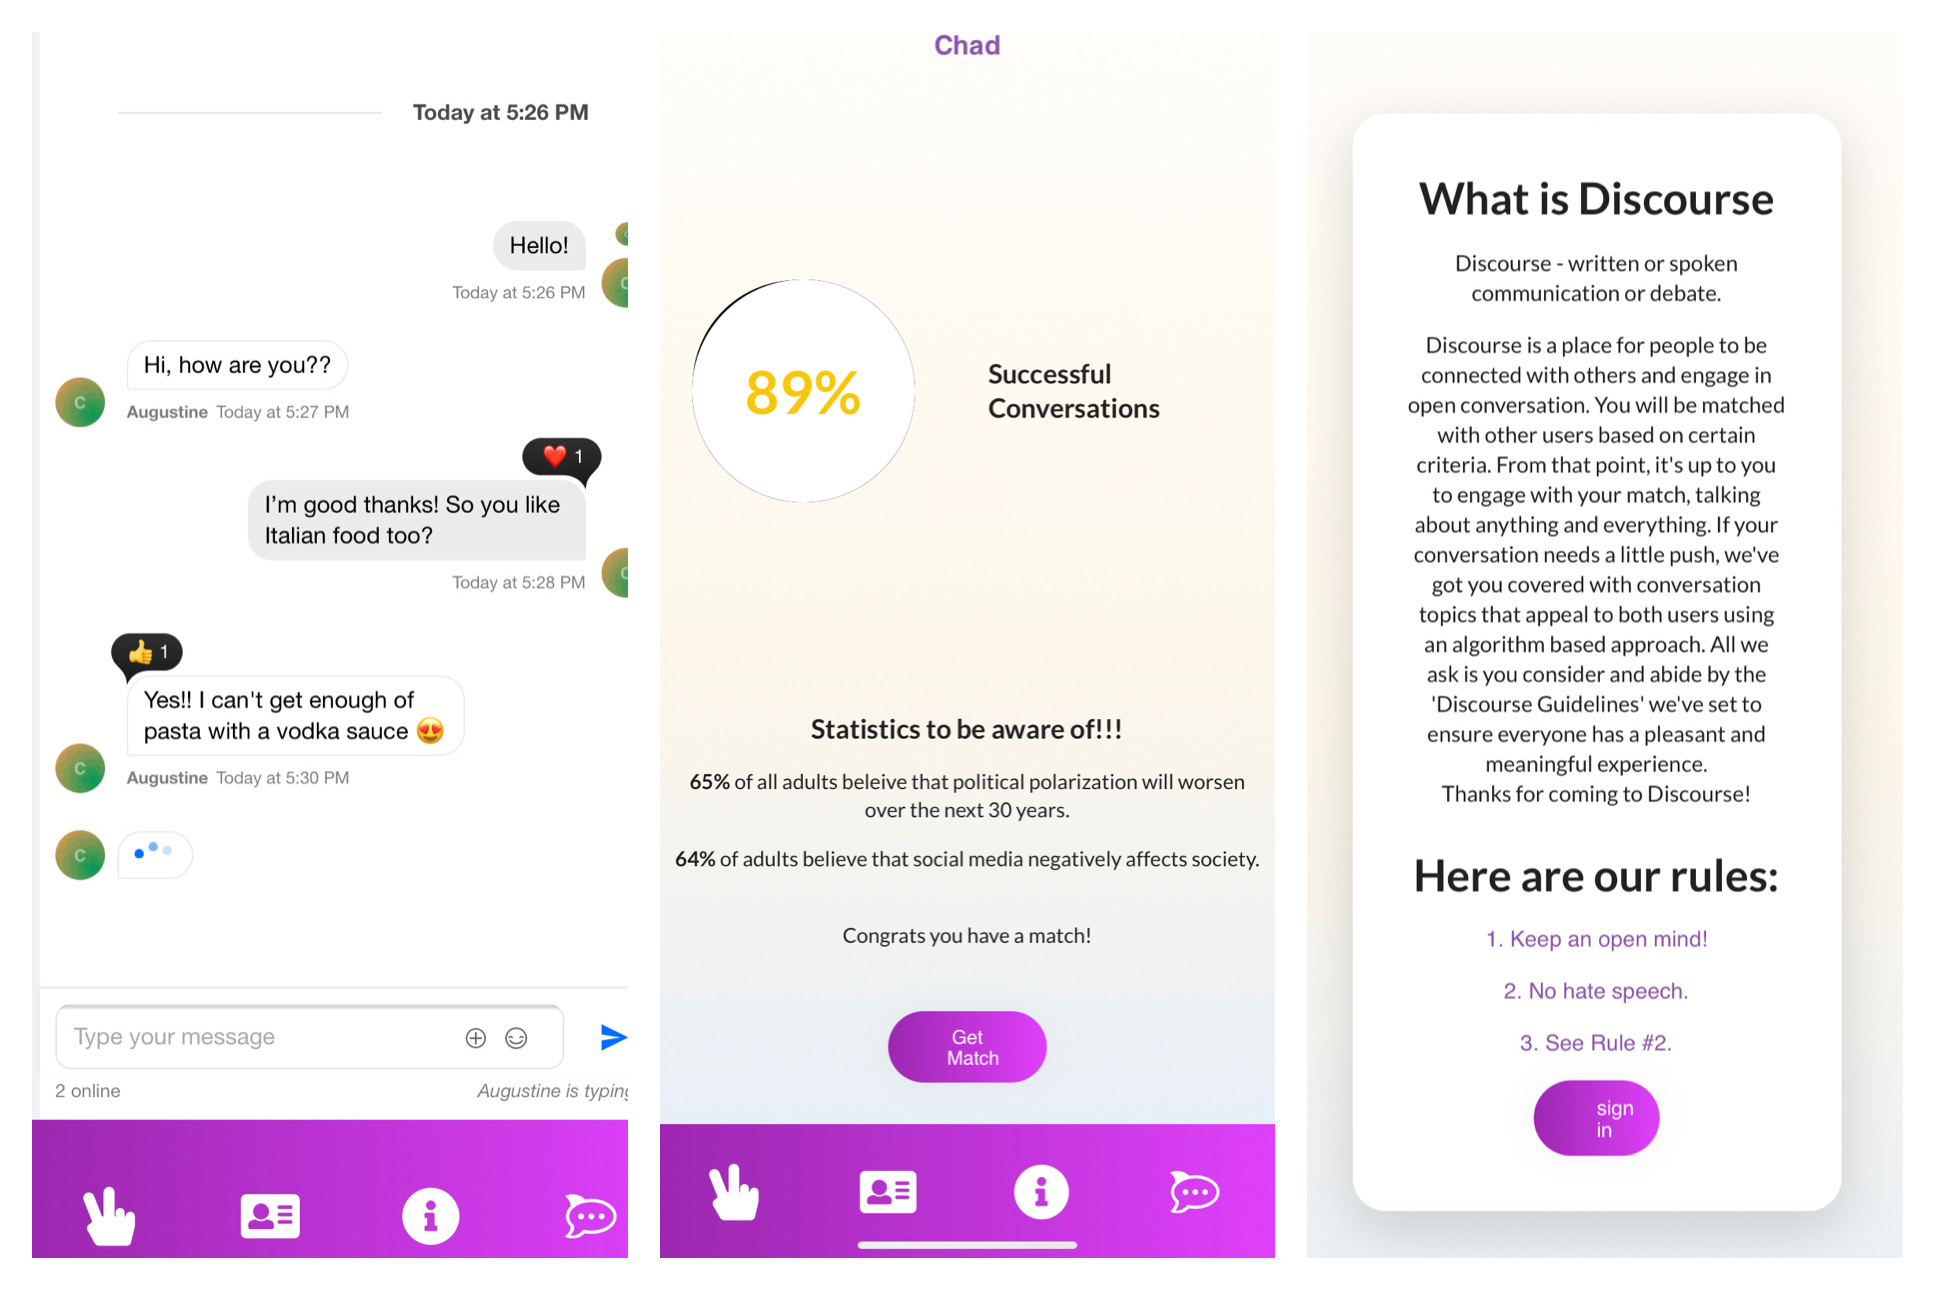 Today at 5:26 PM
Hello!
Today at 5:26 PM
Hi, how are you??
C
Augustine Today at 5:27 PM
❤️ 1
I’m good thanks! So you like
Italian food too?
Today at 5:28 PM
👍 1
Yes!! I can't get enough of
pasta with a vodka sauce 😍
C
Augustine Today at 5:30 PM
C
Type your message
2 online
Augustine is typing
Chad
89%
Successful
Conversations
Statistics to be aware of!!!
65% of all adults beleive that political polarization will worsen
over the next 30 years.
64% of adults believe that social media negatively affects society.
Congrats you have a match!
Get
Match
What is Discourse
Discourse - written or spoken
communication or debate.
Discourse is a place for people to be
connected with others and engage in
open conversation. You will be matched
with other users based on certain
criteria. From that point, it's up to you
to engage with your match, talking
about anything and everything. If your
conversation needs a little push, we've
got you covered with conversation
topics that appeal to both users using
an algorithm based approach. All we
ask is you consider and abide by the
'Discourse Guidelines' we've set to
ensure everyone has a pleasant and
meaningful experience.
Thanks for coming to Discourse!
Here are our rules:
1. Keep an open mind!
2. No hate speech.
3. See Rule #2.
sign
in